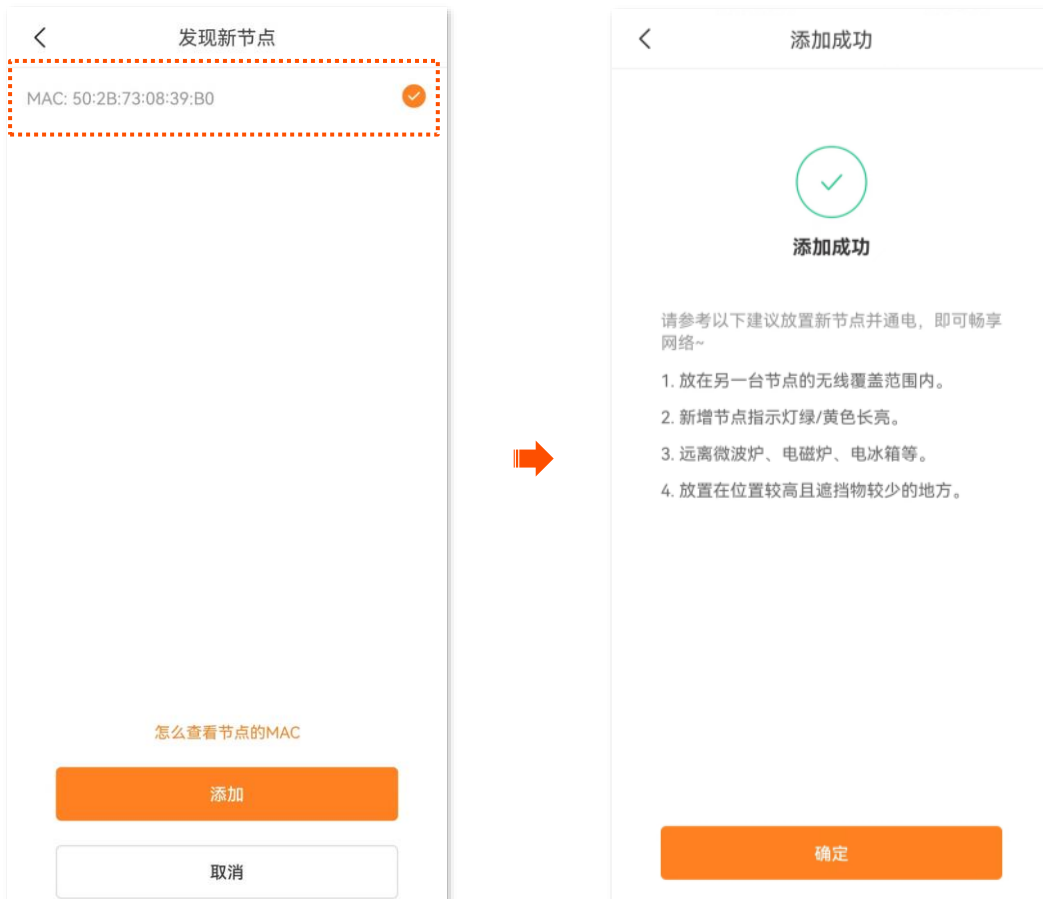 发现新节点
MAC: 50:2B:73:08:39:B0
怎么查看节点的MAC
添加
取消
添加成功
添加成功
请参考以下建议放置新节点并通电，即可畅享
网络~
1. 放在另一台节点的无线覆盖范围内。
2. 新增节点指示灯绿/黄色长亮。
3. 远离微波炉、电磁炉、电冰箱等。
4. 放置在位置较高且遮挡物较少的地方。
确定